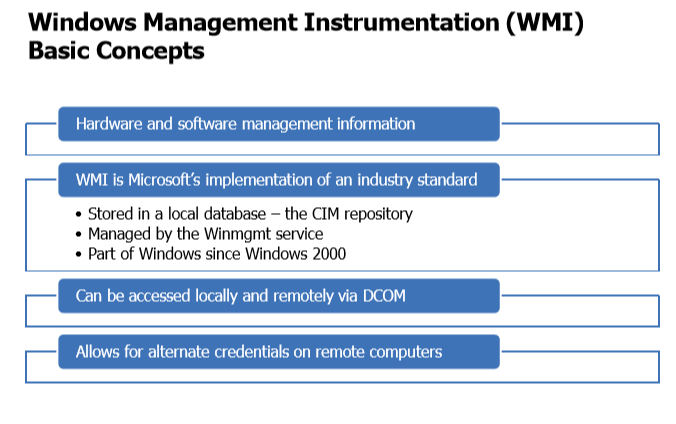 Windows Management Instrumentation (WMI)
Basic Concepts
Hardware and software management information
WMI is Microsoft’s implementation of an industry standard
• Stored in a local database – the CIM repository
• Managed by the Winmgmt service
• Part of Windows since Windows 2000
Can be accessed locally and remotely via DCOM
Allows for alternate credentials on remote computers